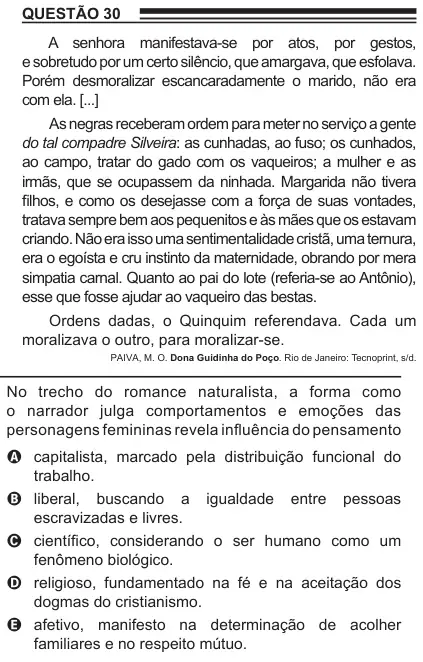 QUESTÃO 30
A senhora manifestava-se por atos, por gestos,
e sobretudo por um certo silêncio, que amargava, que esfolava.
Porém desmoralizar escancaradamente o marido, não era
com ela. [...]
As negras receberam ordem para meter no serviço a gente
do tal compadre Silveira: as cunhadas, ao fuso; os cunhados,
ao campo, tratar do gado com os vaqueiros; a mulher e as
irmãs, que se ocupassem da ninhada. Margarida não tivera
filhos, e como os desejasse com a força de suas vontades,
tratava sempre bem aos pequenitos e às mães que os estavam
criando. Não era isso uma sentimentalidade cristã, uma ternura,
era o egoísta e cru instinto da maternidade, obrando por mera
simpatia carnal. Quanto ao pai do lote (referia-se ao Antônio),
esse que fosse ajudar ao vaqueiro das bestas.
Ordens dadas, o Quinquim referendava. Cada um
moralizava o outro, para moralizar-se.
PAIVA, M. O. Dona Guidinha do Poço. Rio de Janeiro: Tecnoprint, s/d.
No trecho do romance naturalista, a forma como
o narrador julga comportamentos e emoções das
personagens femininas revela influência do pensamento
A capitalista, marcado pela distribuição funcional do
trabalho.
B liberal, buscando a igualdade entre pessoas
escravizadas e livres.
C científico, considerando o ser humano como um
fenômeno biológico.
D religioso, fundamentado na fé e na aceitação dos
dogmas do cristianismo.
E afetivo, manifesto na determinação de acolher
familiares e no respeito mútuo.